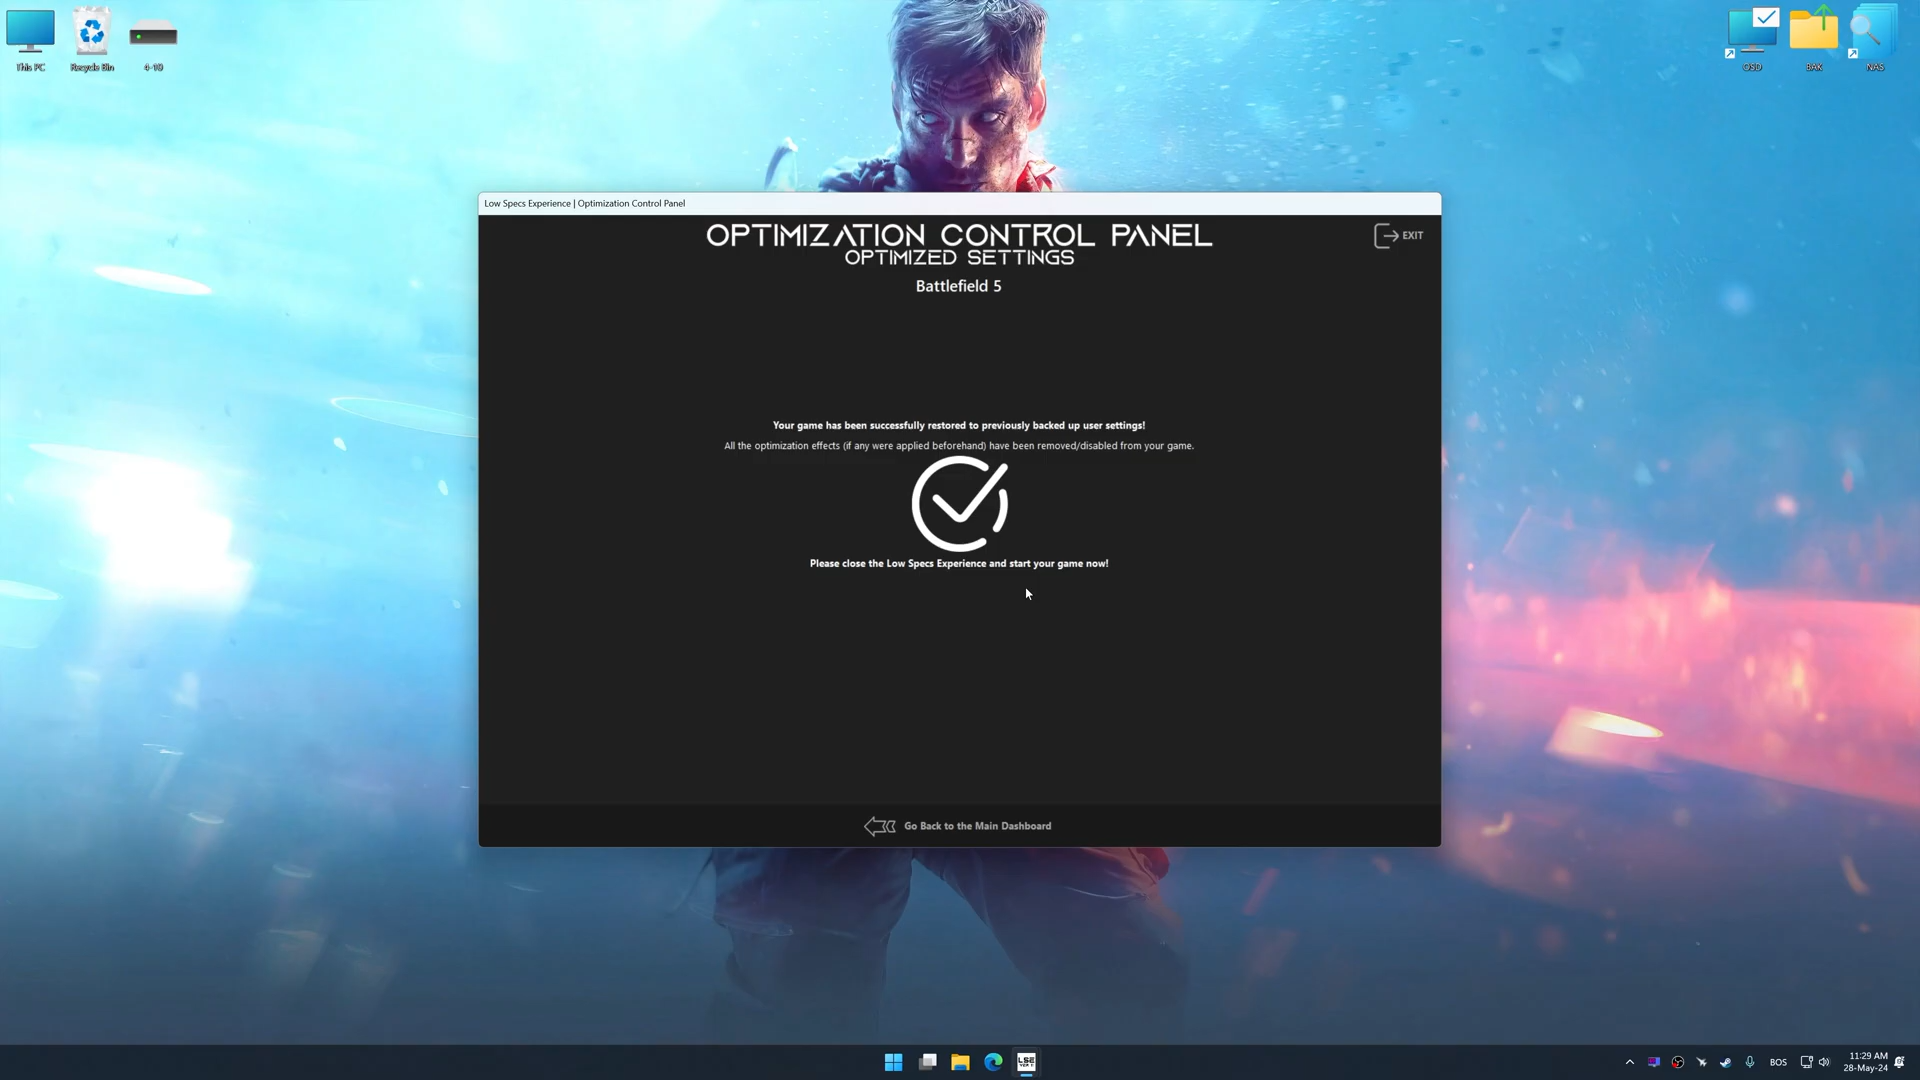 This PC
Recycle Bin
4-10
OSD
BAK
NAS
Low Specs Experience | Optimization Control Panel
OPTIMIZATION CONTROL PANEL
EXIT
OPTIMIZED SETTINGS
Battlefield 5
Your game has been successfully restored to previously backed up user settings!
All the optimization effects (if any were applied beforehand) have been removed/disabled from your game.
Please close the Low Specs Experience and start your game now!
Go Back to the Main Dashboard
LSE
BOS
11:29 AM
28-May-24